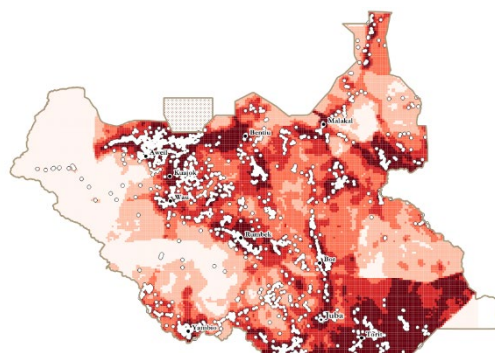 Malakal
Bentiu
Aweil
Kuajok
Wau
Rumbek
Bor
Juba
Torit
Yambio